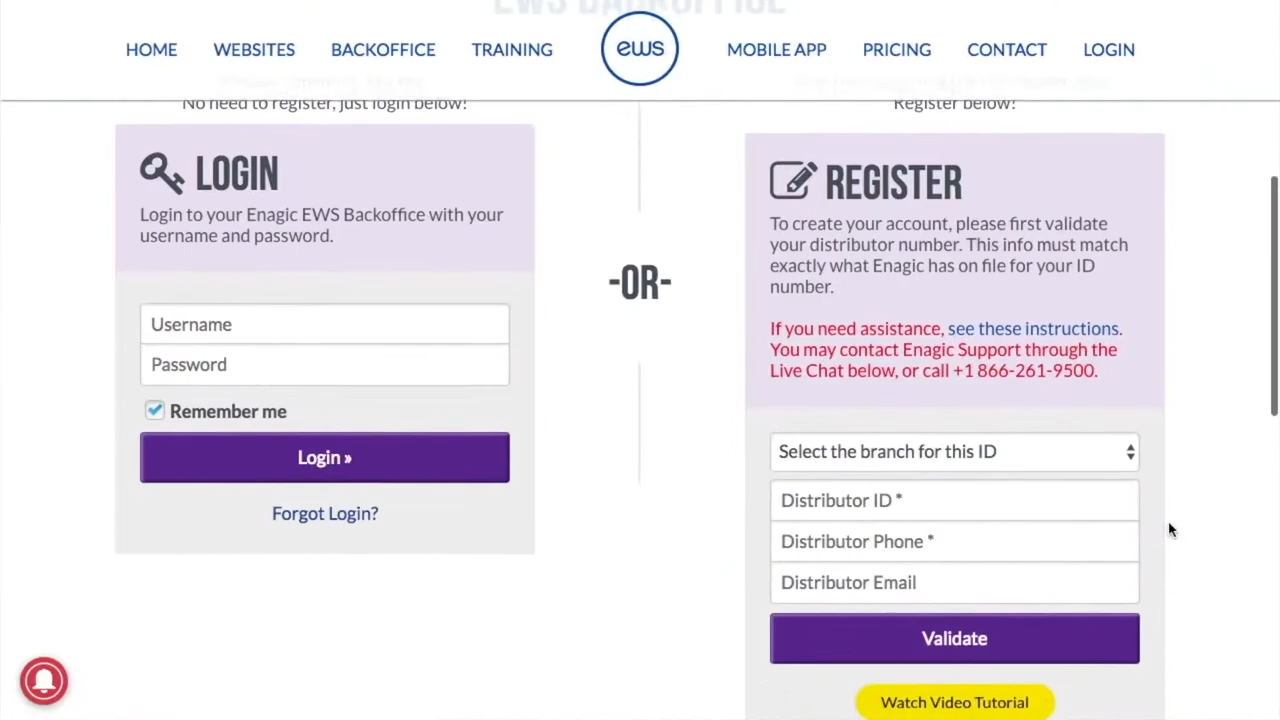 EWS BACKOFFICE
HOME
WEBSITES
BACKOFFICE
TRAINING
ews
MOBILE APP
PRICING
CONTACT
LOGIN
No need to register, just login below!
LOGIN
Login to your Enagic EWS Backoffice with your
username and password.
Username
Password
Remember me
Login »
Forgot Login?
-OR-
Register below!
REGISTER
To create your account, please first validate
your distributor number. This info must match
exactly what Enagic has on file for your ID
number.
If you need assistance, see these instructions.
You may contact Enagic Support through the
Live Chat below, or call +1 866-261-9500.
Select the branch for this ID
Distributor ID *
Distributor Phone *
Distributor Email
Validate
Watch Video Tutorial